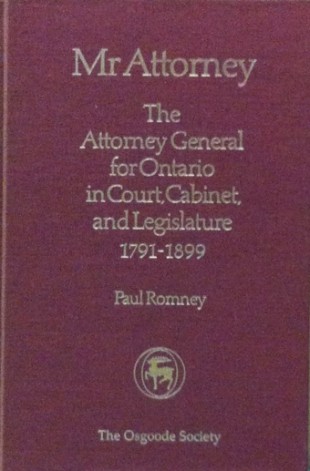 Mr Attorney
The
Attorney General
for Ontario
in Court, Cabinet,
and Legislature
1791-1899
Paul Romney
The Osgoode Society